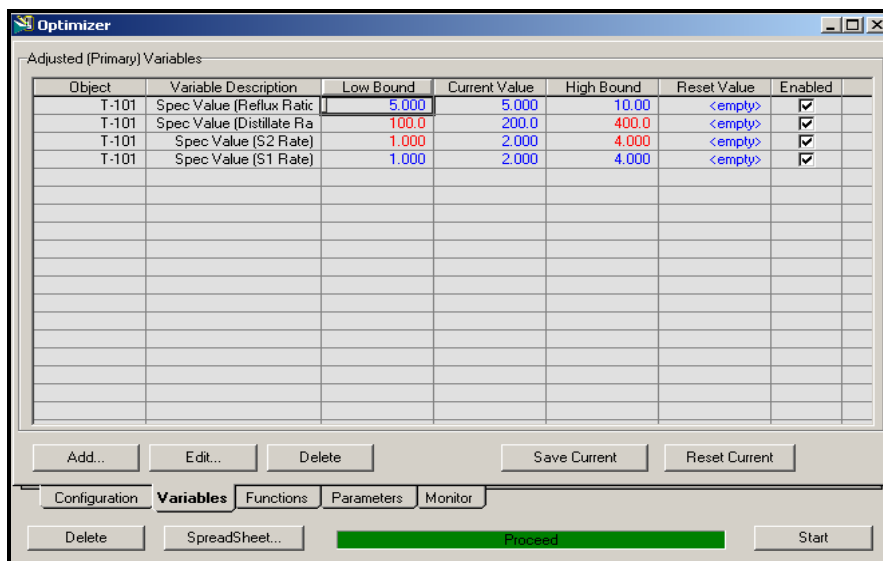 Optimizer
Adjusted (Primary) Variables
Object Variable Description Low Bound Current Value High Bound Reset Value Enabled
T-101 Spec Value (Reflux Ratic 5.000 5.000 10.00 <empty>
T-101 Spec Value (Distillate Ra 100.0 200.0 400.0 <empty>
T-101 Spec Value (S2 Rate) 1.000 2.000 4.000 <empty>
T-101 Spec Value (S1 Rate) 1.000 2.000 4.000 <empty>
Add... Edit... Delete Save Current Reset Current
Configuration Variables Functions Parameters Monitor
Delete SpreadSheet... Proceed Start